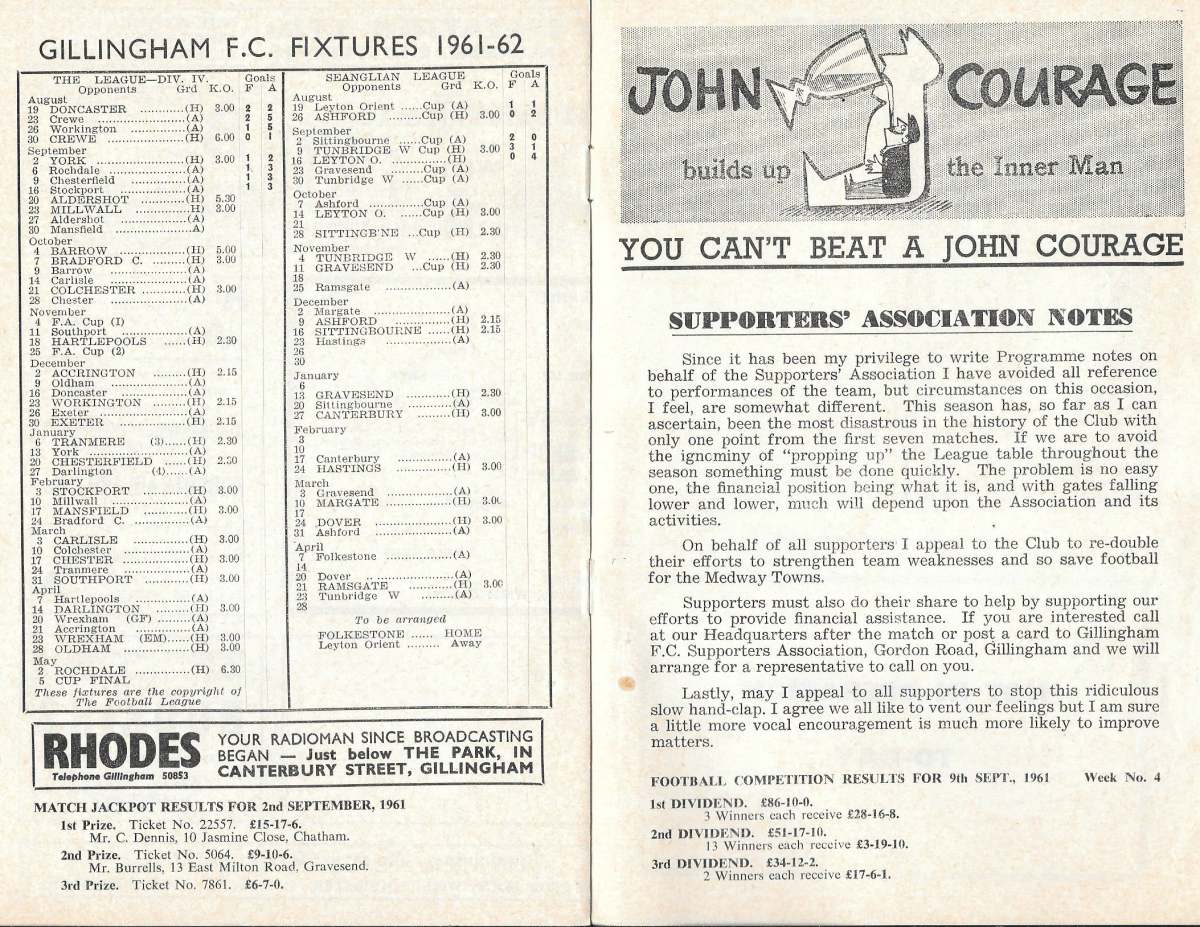 GILLINGHAM F.C. FIXTURES 1961-62
THE LEAGUE—DIV. IV. Goals
Opponents Grd K.O. F A
August
19 DONCASTER ............(H) 3.00 2 2
23 Crewe ........................(A) 2 5
26 Workington ...............(A) 1 5
30 CREWE .....................(H) 6.00 0 1
September
2 YORK ........................(H) 3.00 1 2
6 Rochdale .....................(A) 1 3
9 Chesterfield ...............(A) 1 3
16 Stockport ..................(A) 1 3
20 ALDERSHOT ............(H) 5.30
23 MILLWALL ...............H) 3.00
27 Aldershot ..................(A)
30 Mansfield ..................A)
October
4 BARROW ..................(H) 5.00
7 BRADFORD C. .........(H) 3.00
9 Barrow .....................(A)
14 Carlisle .....................(A)
21 COLCHESTER .........(H) 3.00
28 Chester .....................(A)
November
4 F.A. Cup (I)
11 Southport ..................(A)
18 HARTLEPOOLS ......(H) 2.30
25 F.A. Cup (2)
December
2 ACCRINGTON .........(H) 2.15
9 Oldham .....................(A)
16 Doncaster ..................(A)
23 WORKINGTON .........(H) 2.15
26 Exeter .....................(A)
30 EXETER ..................(H) 2.15
January
6 TRANMERE (3)......(H) 2.30
13 York ........................(A)
20 CHESTERFIELD ......(H) 2.30
27 Darlington (4)......(A)
February
3 STOCKPORT ............(H) 3.00
10 Millwall .....................(A)
17 MANSFIELD ............(H) 3.00
24 Bradford C. ...............(A)
March
3 CARLISLE ...............(H) 3.00
10 Colchester ...............(A)
17 CHESTER ...............(H) 3.00
24 Tranmere ..................(A)
31 SOUTHPORT ............(H) 3.00
April
7 Hartlepools ...............(A)
14 DARLINGTON .........(H) 3.00
20 Wrexham (GF) .........(A)
21 Accrington ...............(A)
23 WREXHAM (EM)......(H) 3.00
28 OLDHAM ..................(H) 3.00
May
2 ROCHDALE ...............(H) 6.30
5 CUP FINAL
These fixtures are the copyright of
The Football League
SEANGLIAN LEAGUE Goals
Opponents Grd K.O. F A
August
19 Leyton Orient ......Cup (A) 1 1
26 ASHFORD .........Cup (H) 3.00 0 2
September
2 Sittingbourne ......Cup (A) 2 0
9 TUNBRIDGE W Cup (H) 3.00 3 1
16 LEYTON O. ...............(H) 0 4
23 Gravesend .........Cup (A)
30 Tunbridge W ......Cup (A)
October
7 Ashford ...............Cup (A)
14 LEYTON O. ......Cup (H) 3.00
21
28 SITTINGB'NE ...Cup (H) 2.30
November
4 TUNBRIDGE W ......(H) 2.30
11 GRAVESEND ...Cup (H) 2.30
18
25 Ramsgate ..................(A)
December
2 Margate .....................(A)
9 ASHFORD ...............(H) 2.15
16 SITTINGBOURNE ...(H) 2.15
23 Hastings ..................(A)
26
30
January
6
13 GRAVESEND .........(H) 2.30
20 Sittingbourne ............(A)
27 CANTERBURY .........(H) 3.00
February
3
10
17 Canterbury ...............(A)
24 HASTINGS ...............(H) 3.00
March
3 Gravesend ..................(A)
10 MARGATE ...............(H) 3.00
17
24 DOVER .....................(H) 3.00
31 Ashford .....................(A)
April
7 Folkestone ..................(A)
14
20 Dover ........................(A)
21 RAMSGATE ............(H) 3.00
23 Tunbridge W .........(A)
28
To be arranged
FOLKESTONE ...... HOME
Leyton Orient ......... Away
RHODES
Telephone Gillingham 50853
YOUR RADIOMAN SINCE BROADCASTING
BEGAN — Just below THE PARK, IN
CANTERBURY STREET, GILLINGHAM
MATCH JACKPOT RESULTS FOR 2nd SEPTEMBER, 1961
1st Prize. Ticket No. 22557. £15-17-6.
Mr. C. Dennis, 10 Jasmine Close, Chatham.
2nd Prize. Ticket No. 5064. £9-10-6.
Mr. Burrells, 13 East Milton Road, Gravesend.
3rd Prize. Ticket No. 7861. £6-7-0.
JOHN COURAGE
builds up the Inner Man
YOU CAN'T BEAT A JOHN COURAGE
SUPPORTERS' ASSOCIATION NOTES
Since it has been my privilege to write Programme notes on
behalf of the Supporters' Association I have avoided all reference
to performances of the team, but circumstances on this occasion,
I feel, are somewhat different. This season has, so far as I can
ascertain, been the most disastrous in the history of the Club with
only one point from the first seven matches. If we are to avoid
the igncminy of "propping up" the League table throughout the
season something must be done quickly. The problem is no easy
one, the financial position being what it is, and with gates falling
lower and lower, much will depend upon the Association and its
activities.
On behalf of all supporters I appeal to the Club to re-double
their efforts to strengthen team weaknesses and so save football
for the Medway Towns.
Supporters must also do their share to help by supporting our
efforts to provide financial assistance. If you are interested call
at our Headquarters after the match or post a card to Gillingham
F.C. Supporters Association, Gordon Road, Gillingham and we will
arrange for a representative to call on you.
Lastly, may I appeal to all supporters to stop this ridiculous
slow hand-clap. I agree we all like to vent our feelings but I am sure
a little more vocal encouragement is much more likely to improve
matters.
FOOTBALL COMPETITION RESULTS FOR 9th SEPT., 1961 Week No. 4
1st DIVIDEND. £86-10-0.
3 Winners each receive £28-16-8.
2nd DIVIDEND. £51-17-10.
13 Winners each receive £3-19-10.
3rd DIVIDEND. £34-12-2.
2 Winners each receive £17-6-1.